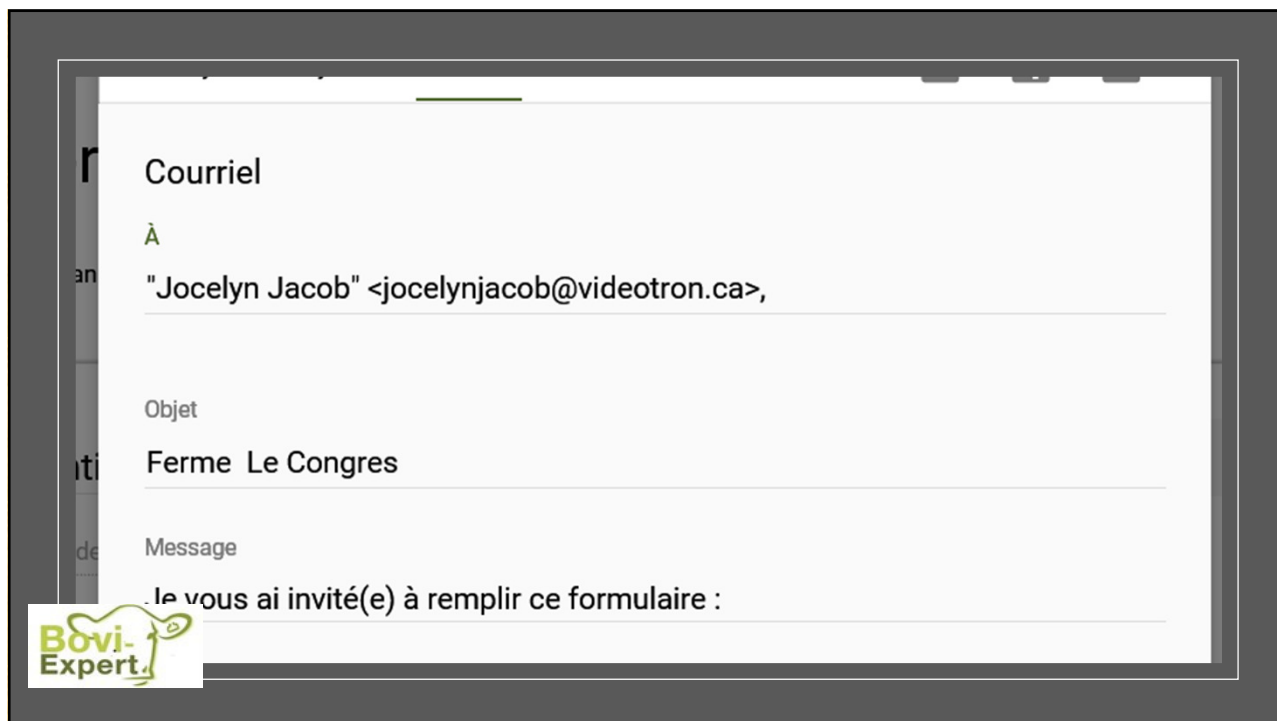 Courriel
À
"Jocelyn Jacob" <jocelynjacob@videotron.ca>,
Objet
Ferme Le Congres
Message
Je vous ai invité(e) à remplir ce formulaire :
Bovi-
Expert